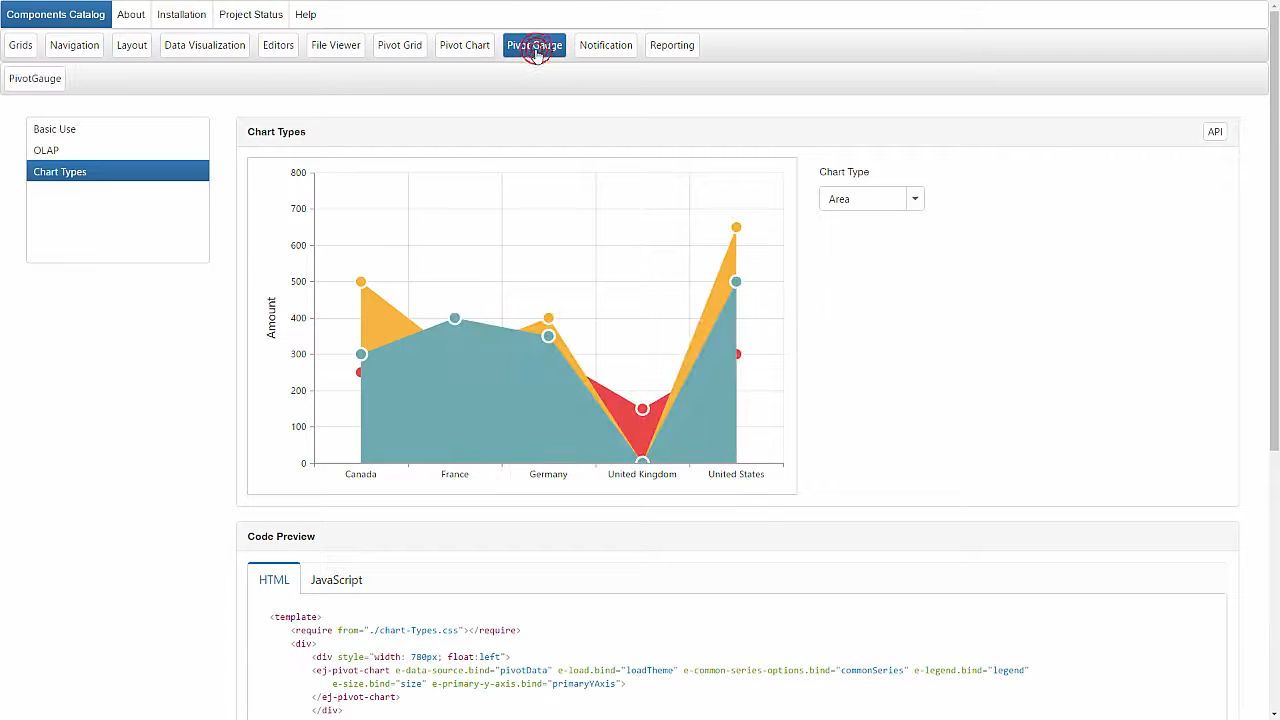 Components Catalog About Installation Project Status Help
Grids Navigation Layout Data Visualization Editors File Viewer Pivot Grid Pivot Chart PivotGauge Notification Reporting
PivotGauge
Basic Use
OLAP
Chart Types
Chart Types API
Chart Type
Area
800
700
600
500
400
300
200
100
0
Amount
Canada France Germany United Kingdom United States
Code Preview
HTML JavaScript
<template>
<require from="./chart-Types.css"></require>
<div>
<div style="width: 780px; float:left">
<ej-pivot-chart e-data-source.bind="pivotData" e-load.bind="loadTheme" e-common-series-options.bind="commonSeries" e-legend.bind="legend"
e-size.bind="size" e-primary-y-axis.bind="primaryYAxis">
</ej-pivot-chart>
</div>